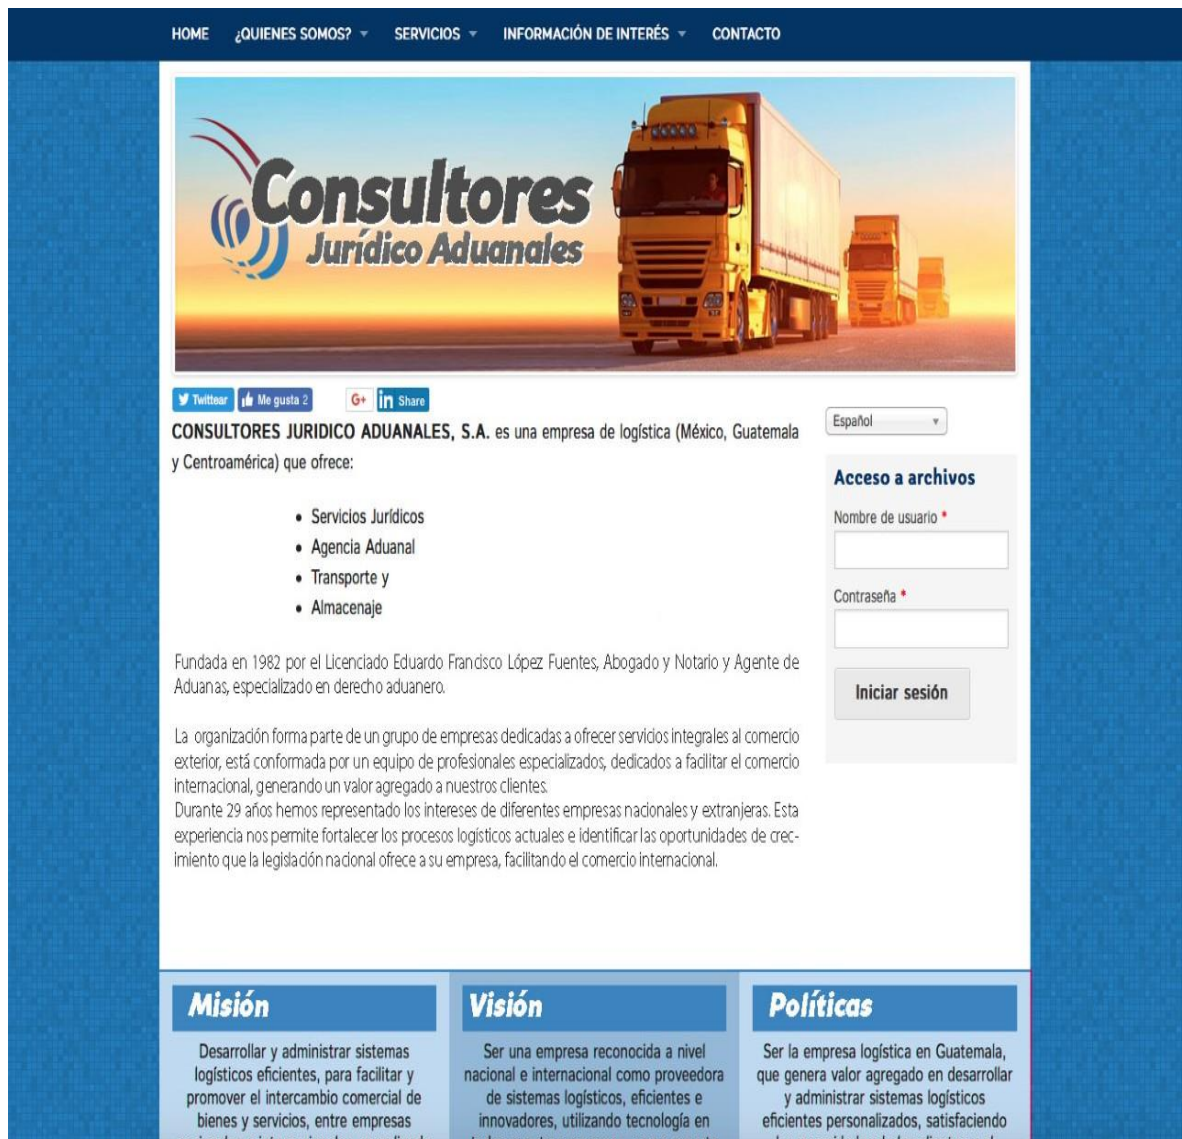 HOME ¿QUIENES SOMOS? SERVICIOS INFORMACIÓN DE INTERÉS CONTACTO
Consultores
Jurídico Aduanales
Twittear Me gusta 2 G+ in Share
CONSULTORES JURIDICO ADUANALES, S.A. es una empresa de logística (México, Guatemala
y Centroamérica) que ofrece:
• Servicios Jurídicos
• Agencia Aduanal
• Transporte y
• Almacenaje
Fundada en 1982 por el Licenciado Eduardo Francisco López Fuentes, Abogado y Notario y Agente de
Aduanas, especializado en derecho aduanero.
La organización forma parte de un grupo de empresas dedicadas a ofrecer servicios integrales al comercio
exterior, está conformada por un equipo de profesionales especializados, dedicados a facilitar el comercio
internacional, generando un valor agregado a nuestros clientes.
Durante 29 años hemos representado los intereses de diferentes empresas nacionales y extranjeras. Esta
experiencia nos permite fortalecer los procesos logísticos actuales e identificar las oportunidades de crec-
imiento que la legislación nacional ofrece a su empresa, facilitando el comercio internacional.
Español
Acceso a archivos
Nombre de usuario *
Contraseña *
Iniciar sesión
Misión
Desarrollar y administrar sistemas
logísticos eficientes, para facilitar y
promover el intercambio comercial de
bienes y servicios, entre empresas
Visión
Ser una empresa reconocida a nivel
nacional e internacional como proveedora
de sistemas logísticos, eficientes e
innovadores, utilizando tecnología en
Políticas
Ser la empresa logística en Guatemala,
que genera valor agregado en desarrollar
y administrar sistemas logísticos
eficientes personalizados, satisfaciendo